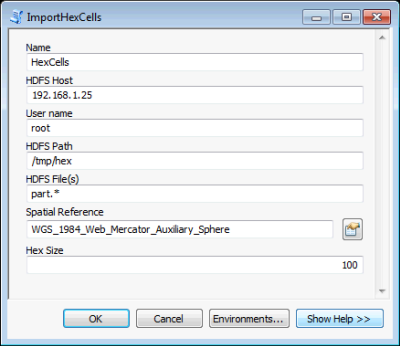 ImportHexCells
Name
HexCells
HDFS Host
192.168.1.25
User name
root
HDFS Path
/tmp/hex
HDFS File(s)
part.*
Spatial Reference
WGS_1984_Web_Mercator_Auxiliary_Sphere
Hex Size
100
OK Cancel Environments... Show Help >>